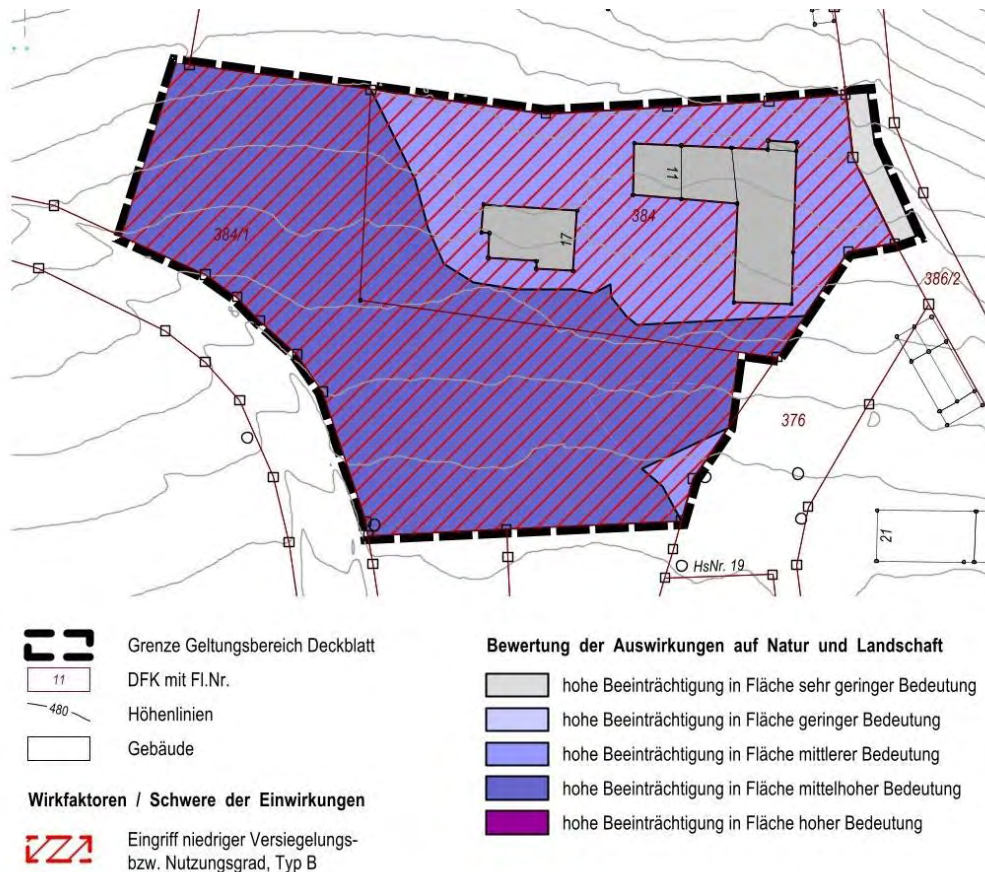 11
384
17
384/1
386/2
376
21
HsNr. 19
Grenze Geltungsbereich Deckblatt
11
DFK mit Fl.Nr.
480
Höhenlinien
Gebäude
Wirkfaktoren / Schwere der Einwirkungen
Eingriff niedriger Versiegelungs-
bzw. Nutzungsgrad, Typ B
Bewertung der Auswirkungen auf Natur und Landschaft
hohe Beeinträchtigung in Fläche sehr geringer Bedeutung
hohe Beeinträchtigung in Fläche geringer Bedeutung
hohe Beeinträchtigung in Fläche mittlerer Bedeutung
hohe Beeinträchtigung in Fläche mittelhoher Bedeutung
hohe Beeinträchtigung in Fläche hoher Bedeutung